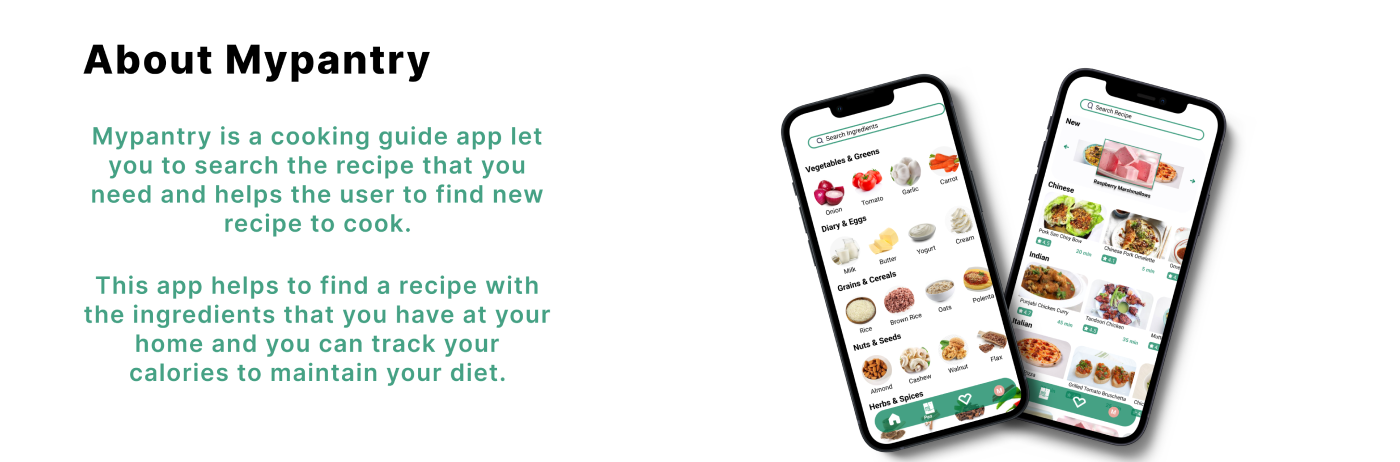 About Mypantry
Mypantry is a cooking guide app let
you to search the recipe that you
need and helps the user to find new
recipe to cook.
This app helps to find a recipe with
the ingredients that you have at your
home and you can track your
calories to maintain your diet.
Search Ingredients
Vegetables & Greens
Onion Tomato Garlic Carrot
Diary & Eggs
Milk Butter Yogurt Cream
Grains & Cereals
Rice Brown Rice Oats Polenta
Nuts & Seeds
Almond Cashew Walnut Flax
Herbs & Spices
M
Search Recipe
New
Raspberry Marshmallows
Chinese
Pork San Choy Bow Chinese Pork Omelette
20 min 5 min
Indian
Punjabi Chicken Curry Tandoori Chicken
45 min 35 min
Italian
Grilled Tomato Bruschetta
M